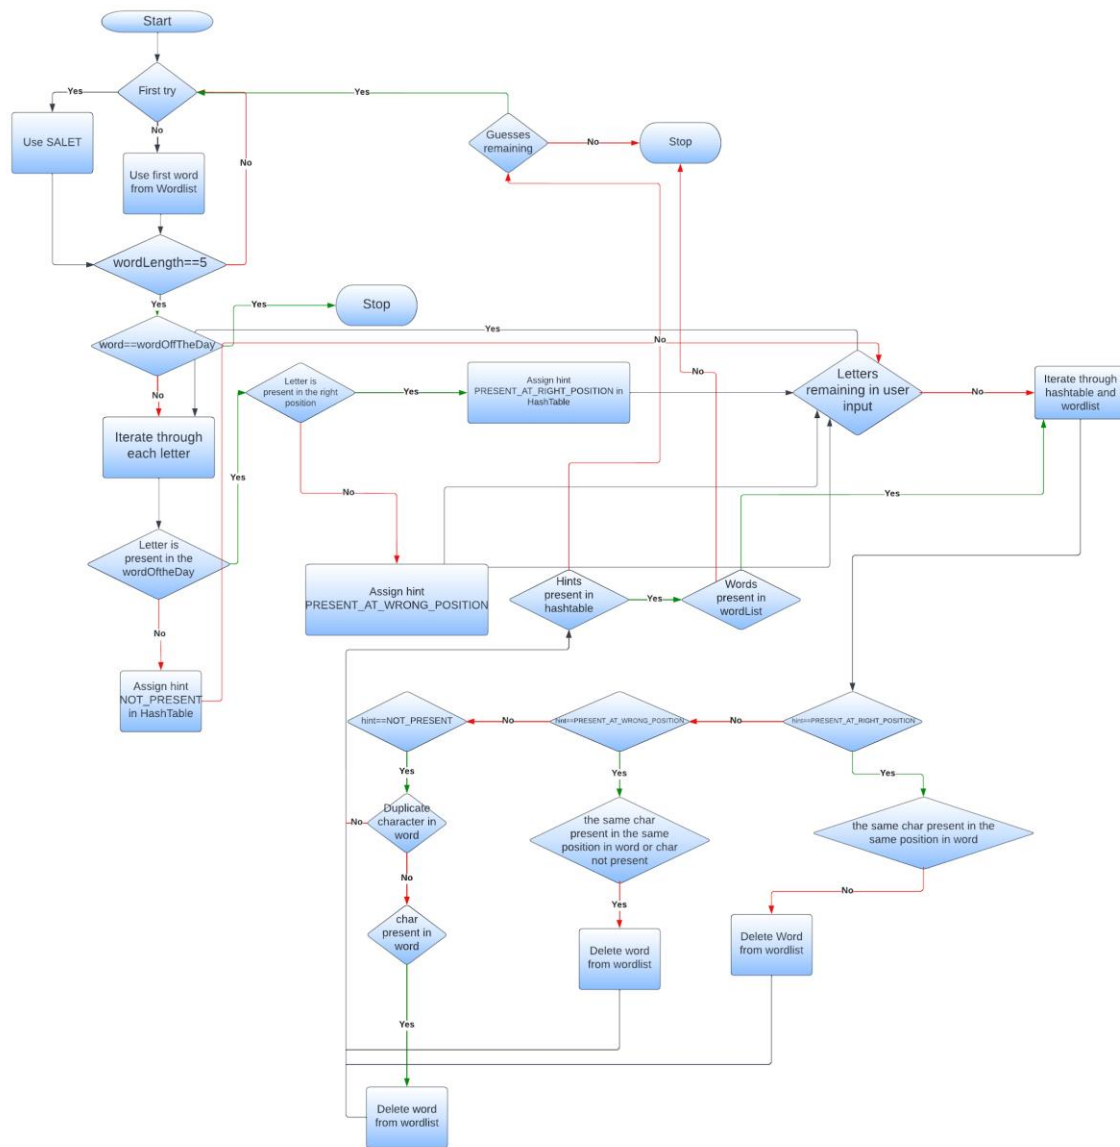 Start
First try
Yes
No
Use SALET
Use first word
from Wordlist
No
wordLength==5
Yes
word==wordOffTheDay
Yes
Stop
No
Iterate through
each letter
Letter is
present in the
wordOftheDay
Yes
No
Assign hint
NOT_PRESENT
in HashTable
Letter is
present in the right
position
Yes
Assign hint
PRESENT_AT_RIGHT_POSITION in
HashTable
No
Assign hint
PRESENT_AT_WRONG_POSITION
Yes
No
Letters
remaining in user
input
No
Iterate through
hashtable and
wordlist
Yes
Guesses
remaining
No
Stop
No
Hints
present in
hashtable
Yes
Words
present in
wordList
Yes
hint==PRESENT_AT_RIGHT_POSITION
No
hint==PRESENT_AT_WRONG_POSITION
No
hint==NOT_PRESENT
Yes
the same char present in the
same position in word
No
Delete Word
from wordlist
Yes
the same char
present in the same
position in word or char
not present
Yes
Delete word
from wordlist
Yes
Duplicate
character in
word
No
No
char
present in
word
Yes
Delete word
from wordlist